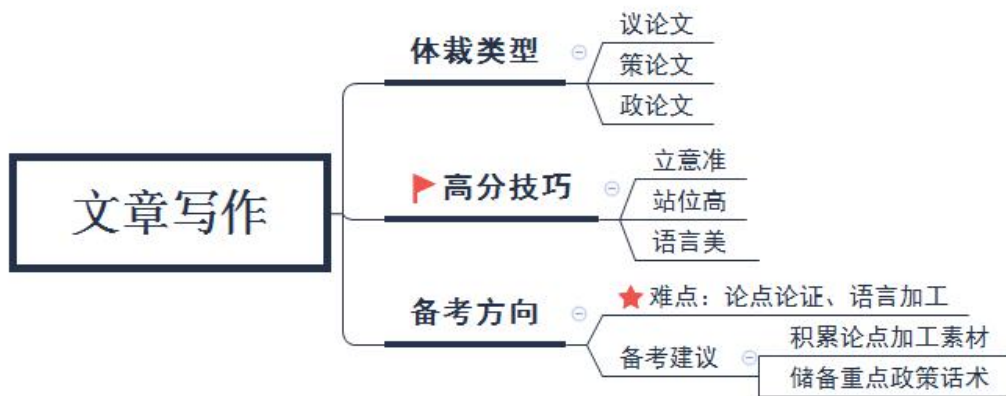 文章写作
体裁类型
议论文
策论文
政论文
高分技巧
立意准
站位高
语言美
备考方向
难点：论点论证、语言加工
备考建议
积累论点加工素材
储备重点政策话术